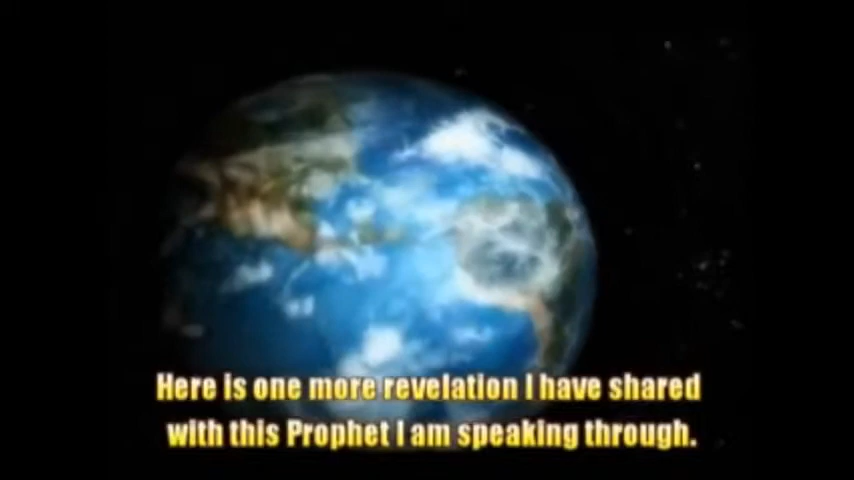 Here is one more revelation I have shared
with this Prophet I am speaking through.